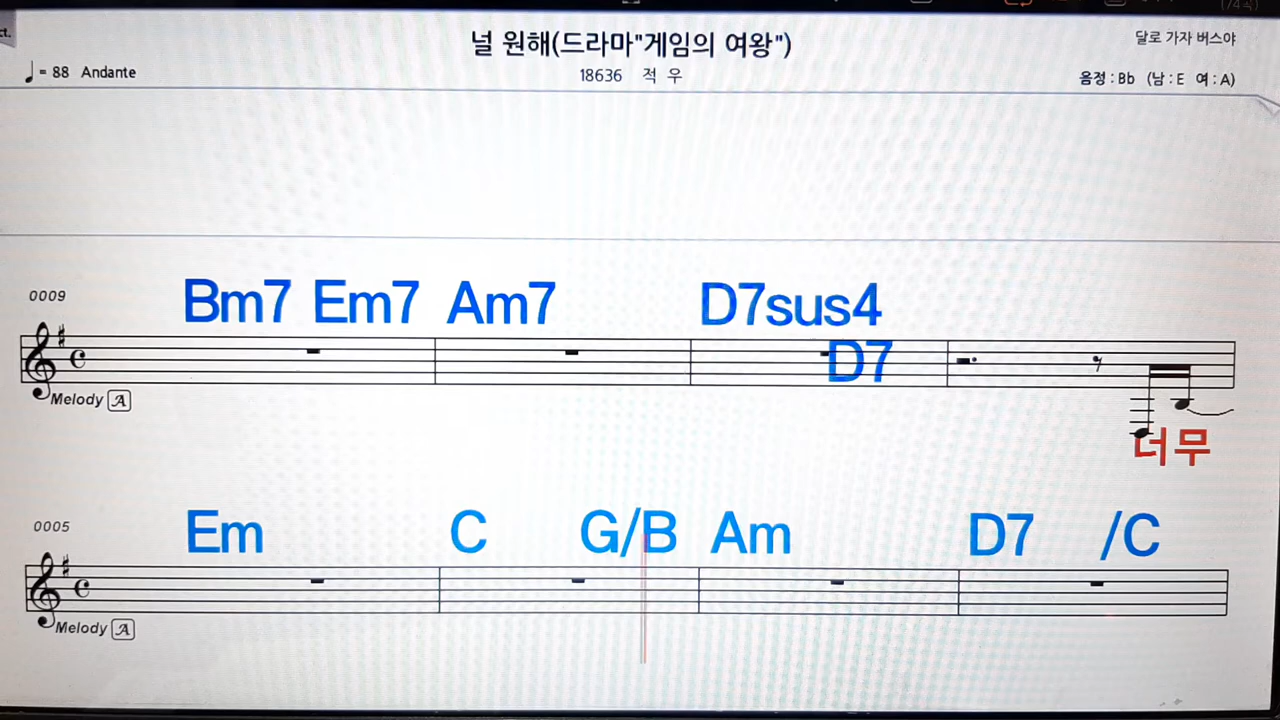 ct.
널 원해(드라마"게임의 여왕")
달로 가자 버스야
♩ = 88 Andante
18636 적 우
음정 : Bb (남 : E 여 : A)
0009
Bm7 Em7 Am7 D7sus4
D7
Melody A
너무
0005
Em C G/B Am D7 /C
Melody A